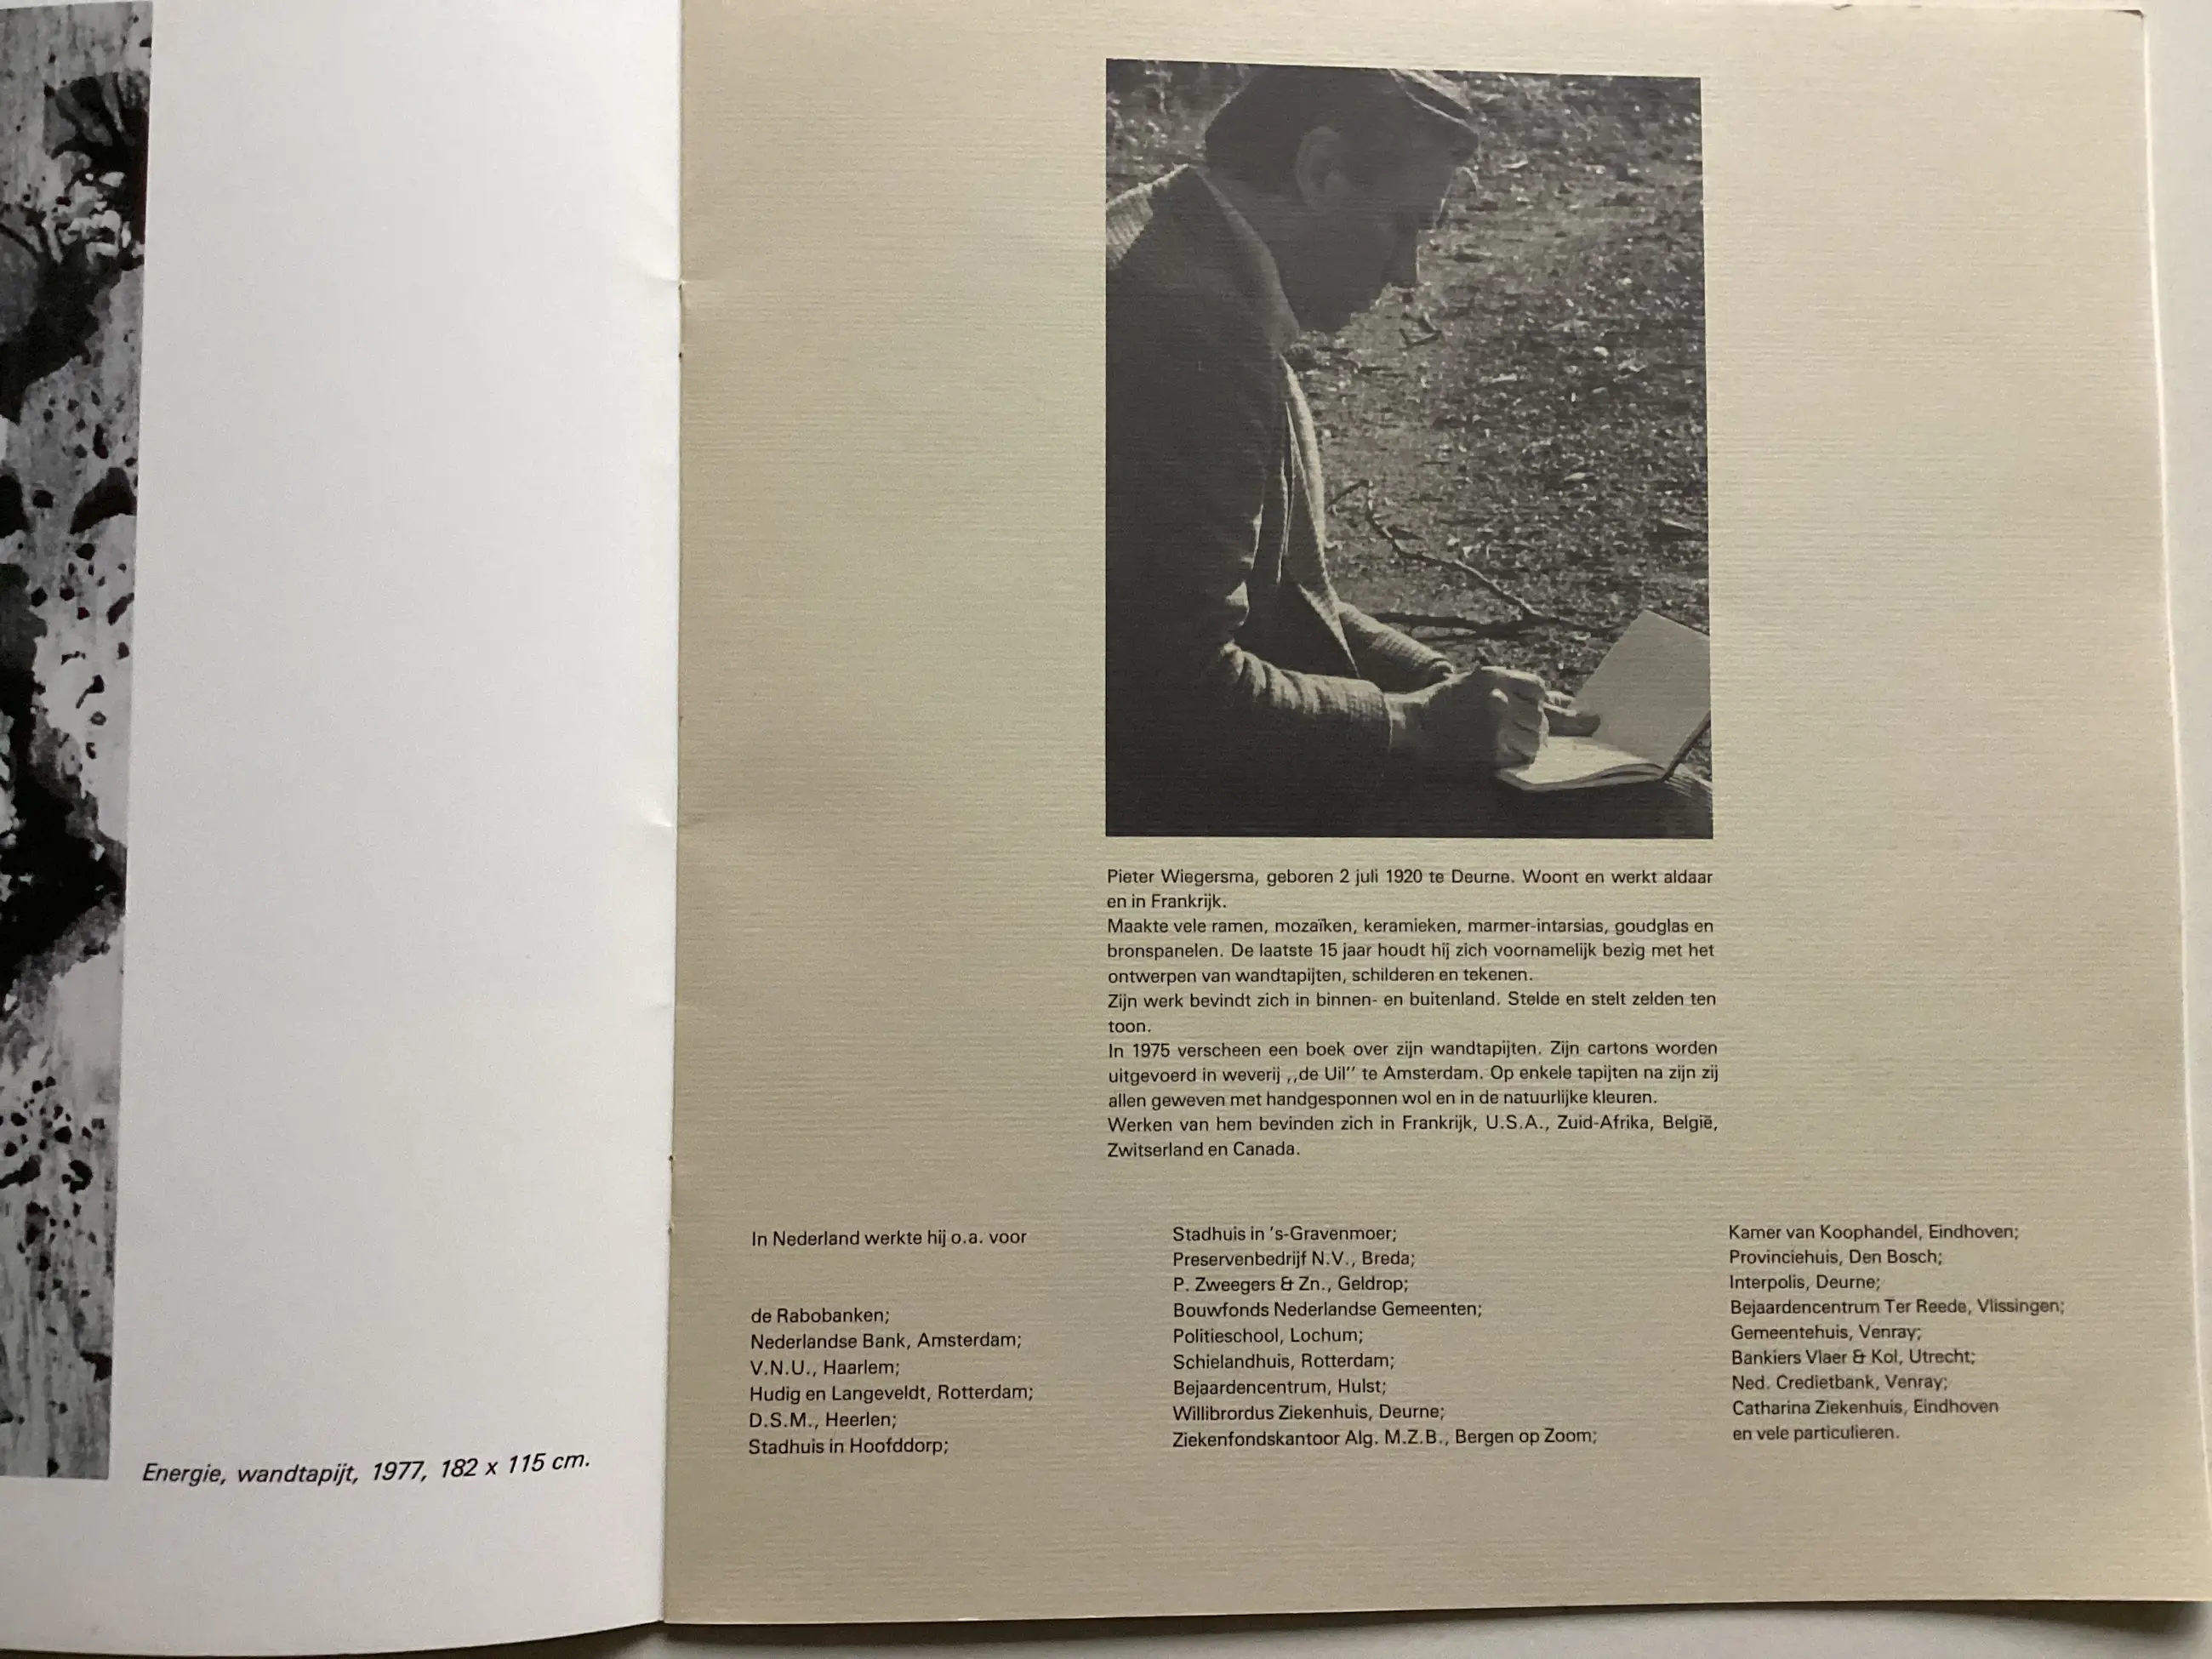 Energie, wandtapijt, 1977, 182 x 115 cm.
Pieter Wiegersma, geboren 2 juli 1920 te Deurne. Woont en werkt aldaar
en in Frankrijk.
Maakte vele ramen, mozaïken, keramieken, marmer-intarsias, goudglas en
bronspanelen. De laatste 15 jaar houdt hij zich voornamelijk bezig met het
ontwerpen van wandtapijten, schilderen en tekenen.
Zijn werk bevindt zich in binnen- en buitenland. Stelde en stelt zelden ten
toon.
In 1975 verscheen een boek over zijn wandtapijten. Zijn cartons worden
uitgevoerd in weverij ,,de Uil'' te Amsterdam. Op enkele tapijten na zijn zij
allen geweven met handgesponnen wol en in de natuurlijke kleuren.
Werken van hem bevinden zich in Frankrijk, U.S.A., Zuid-Afrika, België,
Zwitserland en Canada.
In Nederland werkte hij o.a. voor
de Rabobanken;
Nederlandse Bank, Amsterdam;
V.N.U., Haarlem;
Hudig en Langeveldt, Rotterdam;
D.S.M., Heerlen;
Stadhuis in Hoofddorp;
Stadhuis in 's-Gravenmoer;
Preservenbedrijf N.V., Breda;
P. Zweegers & Zn., Geldrop;
Bouwfonds Nederlandse Gemeenten;
Politieschool, Lochum;
Schielandhuis, Rotterdam;
Bejaardencentrum, Hulst;
Willibrordus Ziekenhuis, Deurne;
Ziekenfondskantoor Alg. M.Z.B., Bergen op Zoom;
Kamer van Koophandel, Eindhoven;
Provinciehuis, Den Bosch;
Interpolis, Deurne;
Bejaardencentrum Ter Reede, Vlissingen;
Gemeentehuis, Venray;
Bankiers Vlaer & Kol, Utrecht;
Ned. Credietbank, Venray;
Catharina Ziekenhuis, Eindhoven
en vele particulieren.